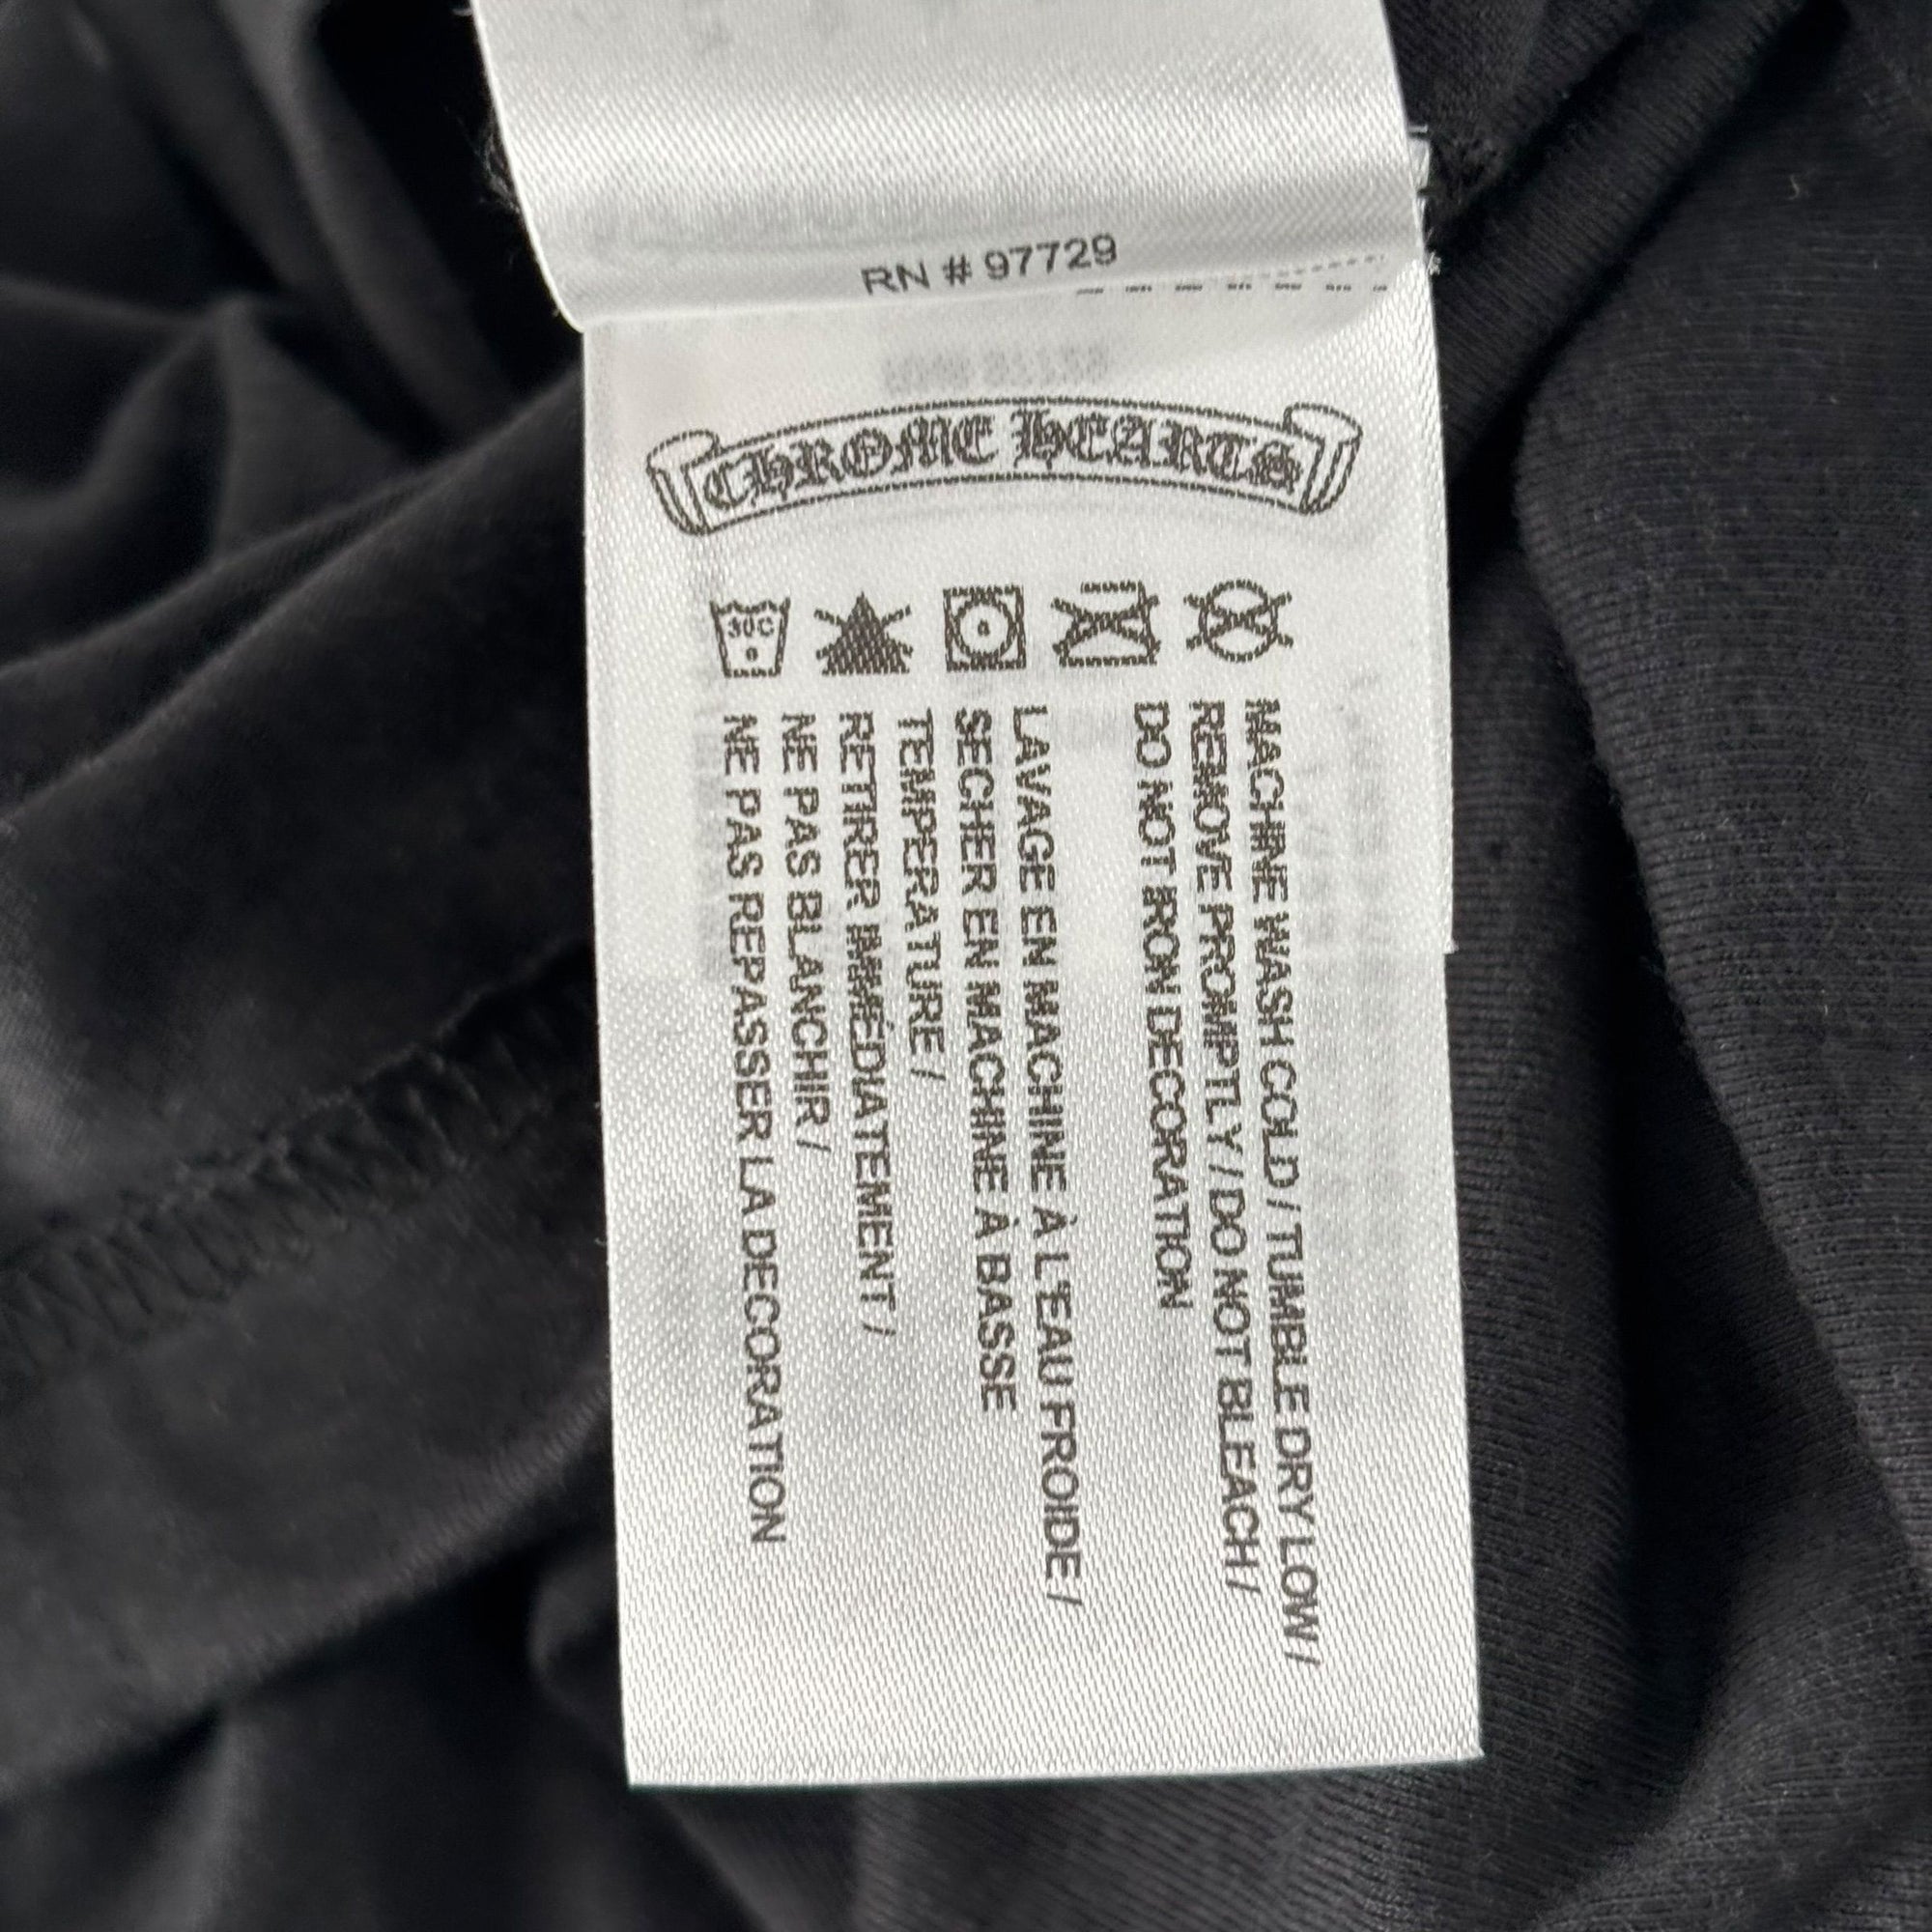 RN # 97729
CHROME HEARTS
30C
MACHINE WASH COLD / TUMBLE DRY LOW /
REMOVE PROMPTLY / DO NOT BLEACH /
DO NOT IRON DECORATION
LAVAGE EN MACHINE À L'EAU FROIDE /
SECHER EN MACHINE À BASSE
TEMPERATURE /
RETIRER IMMÉDIATEMENT /
NE PAS BLANCHIR /
NE PAS REPASSER LA DECORATION